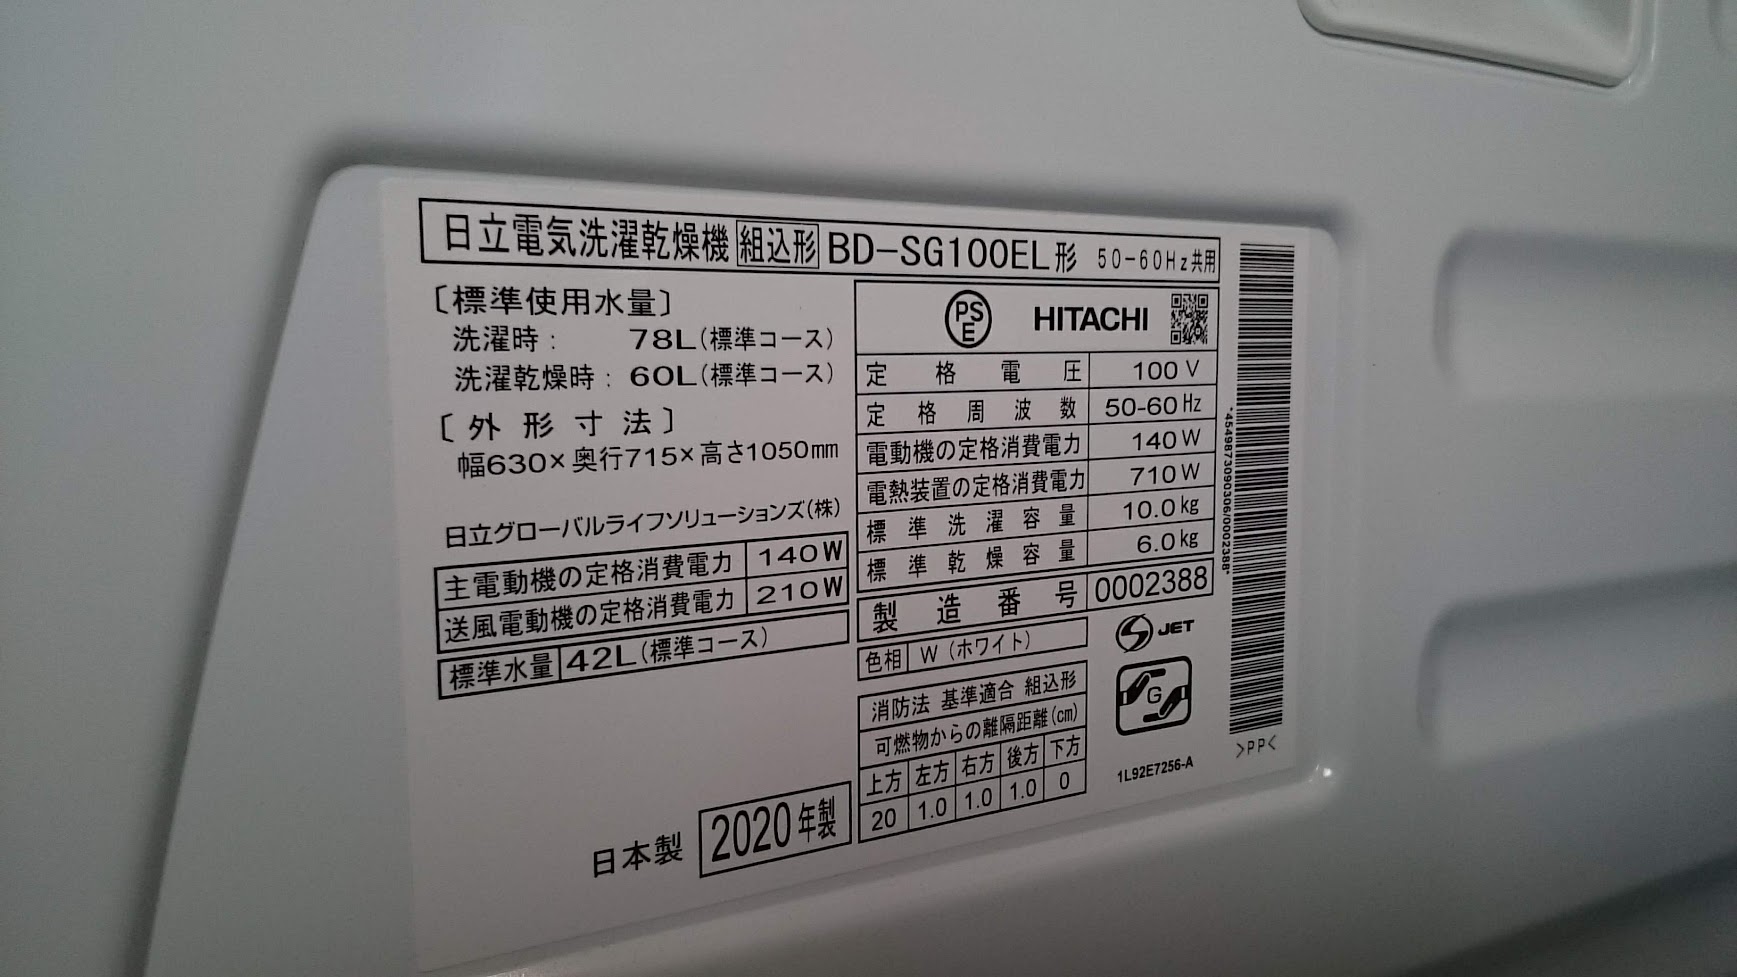 日立電気洗濯乾燥機 組込形 BD-SG100EL形 50-60Hz共用
〔標準使用水量〕
洗濯時: 78L(標準コース)
洗濯乾燥時: 60L(標準コース)
〔外形寸法〕
幅630×奥行715×高さ1050mm
日立グローバルライフソリューションズ(株)
主電動機の定格消費電力 140W
送風電動機の定格消費電力 210W
標準水量 42L(標準コース)
日本製 2020年製
PS
E
HITACHI
定格電圧 100V
定格周波数 50-60Hz
電動機の定格消費電力 140W
電熱装置の定格消費電力 710W
標準洗濯容量 10.0kg
標準乾燥容量 6.0kg
製造番号 0002388
色相 W(ホワイト)
消防法 基準適合 組込形
可燃物からの離隔距離(cm)
上方 左方 右方 後方 下方
20 1.0 1.0 1.0 0
S JET
G
1L92E7256-A
*4549873090306/0002388*
>PP<